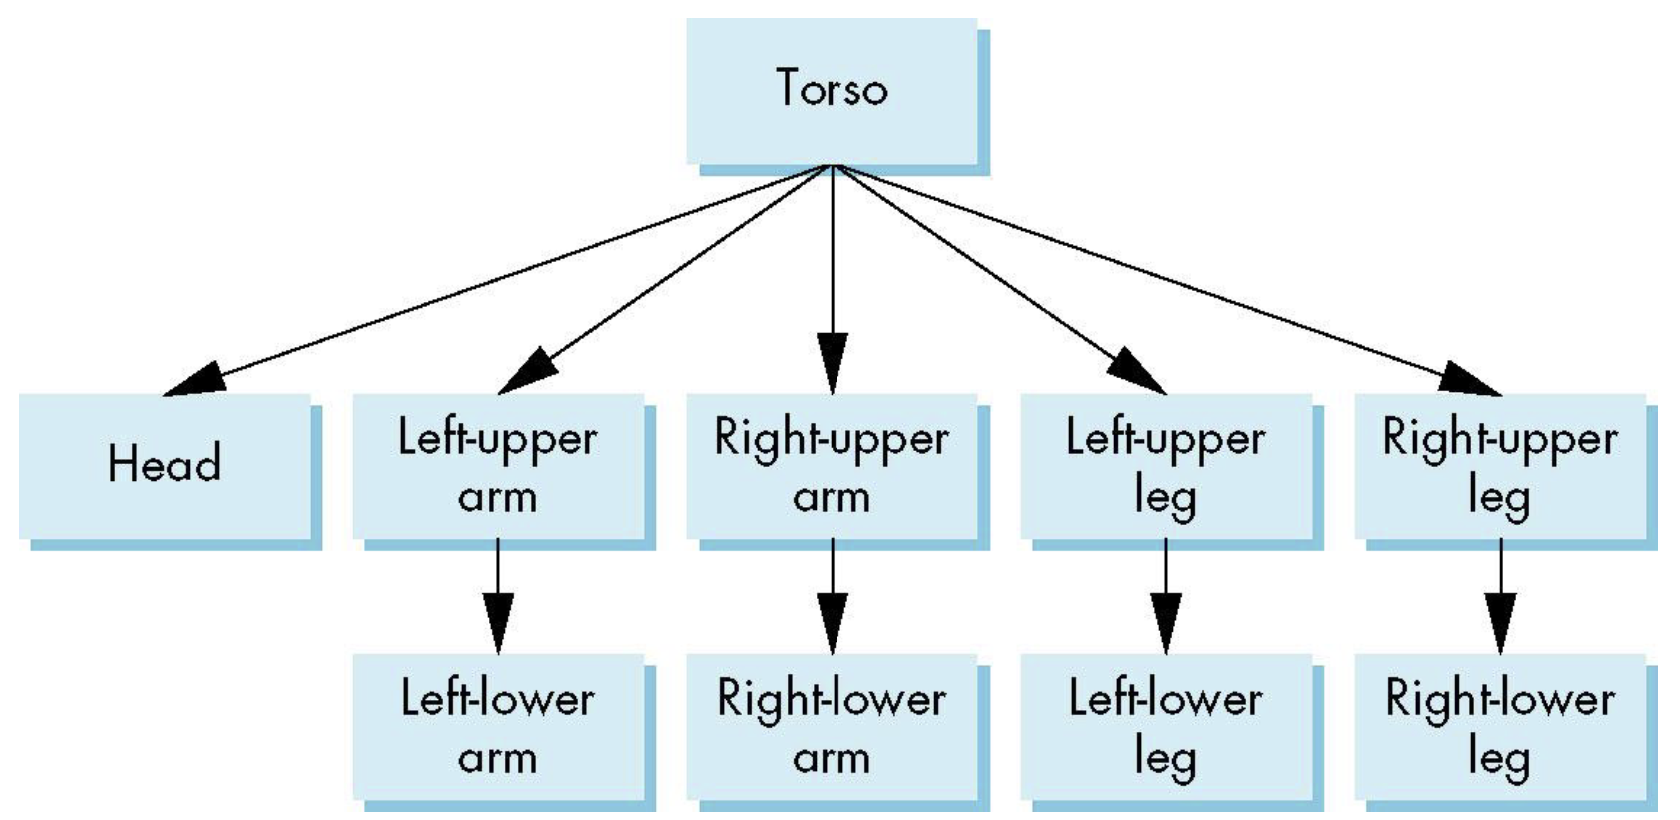 Torso
Head
Left-upper
arm
Right-upper
arm
Left-upper
leg
Right-upper
leg
Left-lower
arm
Right-lower
arm
Left-lower
leg
Right-lower
leg